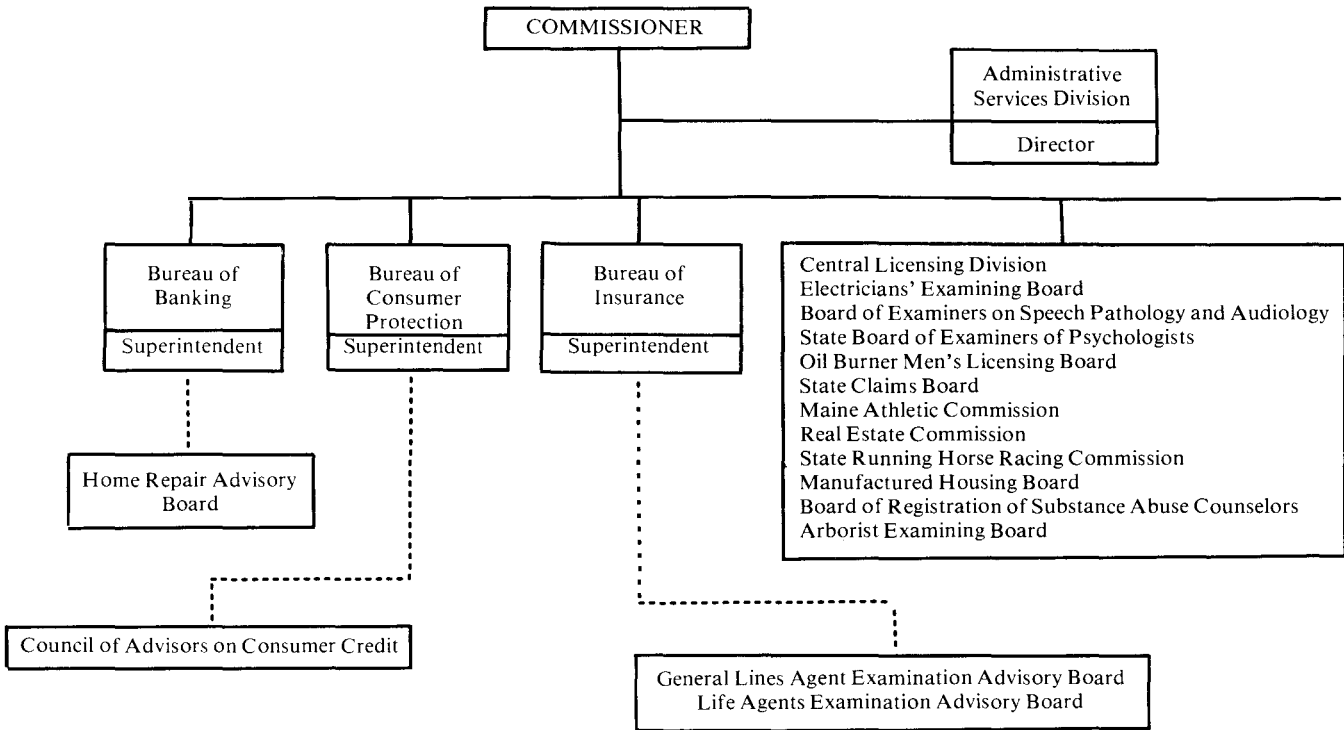 COMMISSIONER
Administrative
Services Division
Director
Bureau of
Banking
Superintendent
Bureau of
Consumer
Protection
Superintendent
Bureau of
Insurance
Superintendent
Central Licensing Division
Electricians' Examining Board
Board of Examiners on Speech Pathology and Audiology
State Board of Examiners of Psychologists
Oil Burner Men's Licensing Board
State Claims Board
Maine Athletic Commission
Real Estate Commission
State Running Horse Racing Commission
Manufactured Housing Board
Board of Registration of Substance Abuse Counselors
Arborist Examining Board
Home Repair Advisory
Board
Council of Advisors on Consumer Credit
General Lines Agent Examination Advisory Board
Life Agents Examination Advisory Board